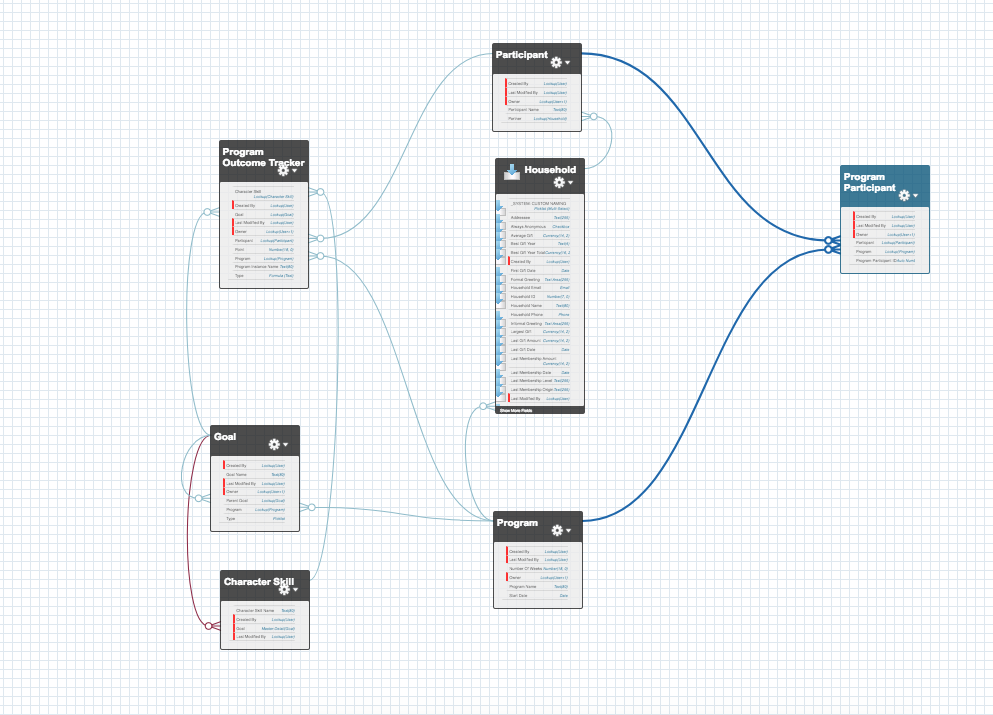 Participant
Created By Lookup(User)
Last Modified By Lookup(User)
Owner Lookup(User+1)
Participant Name Text(80)
Partner Lookup(Household)
Program
Outcome Tracker
Character Skill
Lookup(Character Skill)
Created By Lookup(User)
Goal Lookup(Goal)
Last Modified By Lookup(User)
Owner Lookup(User+1)
Participant Lookup(Participant)
Point Number(18, 0)
Program Lookup(Program)
Program Instance Name Text(80)
Type Formula (Text)
Household
_SYSTEM: CUSTOM NAMING
Picklist (Multi-Select)
Addressee Text(255)
Always Anonymous Checkbox
Average Gift Currency(16, 2)
Best Gift Year Text(4)
Best Gift Year Total Currency(16, 2
Created By Lookup(User)
First Gift Date Date
Formal Greeting Text Area(255)
Household Email Email
Household ID Number(7, 0)
Household Name Text(80)
Household Phone Phone
Informal Greeting Text Area(255)
Largest Gift Currency(16, 2)
Last Gift Amount Currency(16, 2)
Last Gift Date Date
Last Membership Amount
Currency(16, 2)
Last Membership Date Date
Last Membership Level Text(255)
Last Membership Origin Text(255)
Last Modified By Lookup(User)
Show More Fields
Program
Participant
Created By Lookup(User)
Last Modified By Lookup(User)
Owner Lookup(User+1)
Participant Lookup(Participant)
Program Lookup(Program)
Program Participant ID
Goal
Created By Lookup(User)
Goal Name Text(80)
Last Modified By Lookup(User)
Owner Lookup(User+1)
Parent Goal Lookup(Goal)
Program Lookup(Program)
Type Picklist
Program
Created By Lookup(User)
Last Modified By Lookup(User)
Number Of Weeks Number(18, 0)
Owner Lookup(User+1)
Program Name Text(80)
Start Date Date
Character Skill
Character Skill Name Text(80)
Created By Lookup(User)
Goal Master-Detail(Goal)
Last Modified By Lookup(User)